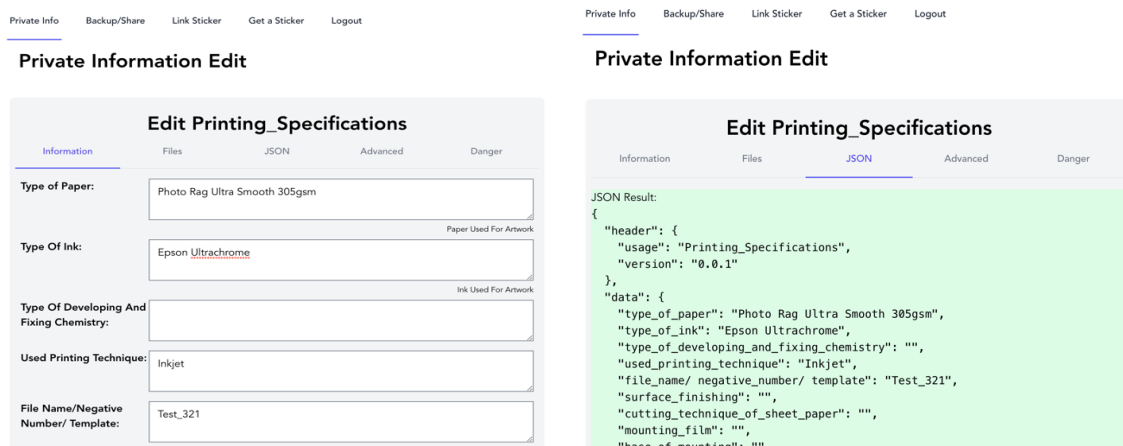 Private Info Backup/Share Link Sticker Get a Sticker Logout
Private Information Edit
Edit Printing_Specifications
Information Files JSON Advanced Danger
Type of Paper: Photo Rag Ultra Smooth 305gsm
Paper Used For Artwork
Type Of Ink: Epson Ultrachrome
Ink Used For Artwork
Type Of Developing And
Fixing Chemistry:
Used Printing Technique: Inkjet
File Name/Negative Test_321
Number/ Template:
Private Info Backup/Share Link Sticker Get a Sticker Logout
Private Information Edit
Edit Printing_Specifications
Information Files JSON Advanced Danger
JSON Result:
{
"header": {
"usage": "Printing_Specifications",
"version": "0.0.1"
},
"data": {
"type_of_paper": "Photo Rag Ultra Smooth 305gsm",
"type_of_ink": "Epson Ultrachrome",
"type_of_developing_and_fixing_chemistry": "",
"used_printing_technique": "Inkjet",
"file_name/ negative_number/ template": "Test_321",
"surface_finishing": "",
"cutting_technique_of_sheet_paper": "",
"mounting_film": "",
"base_of_mounting": ""